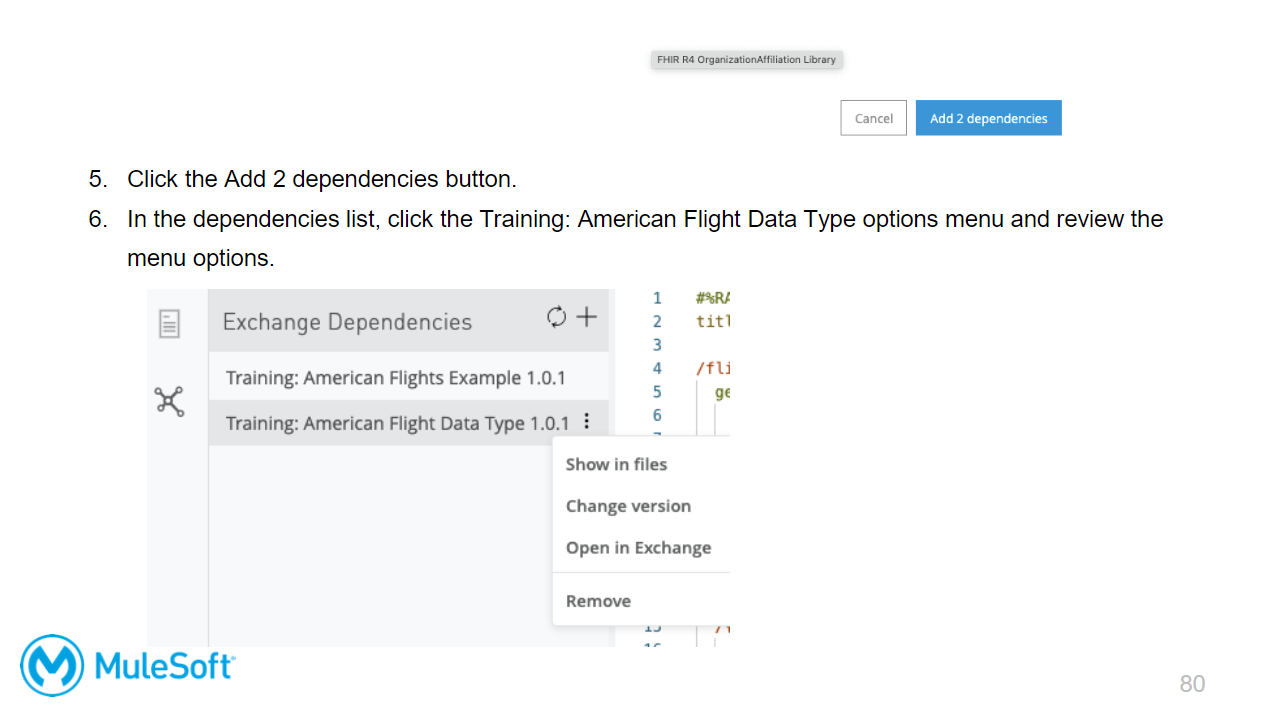 FHIR R4 OrganizationAffiliation Library
Cancel Add 2 dependencies
5. Click the Add 2 dependencies button.
6. In the dependencies list, click the Training: American Flight Data Type options menu and review the
menu options.
Exchange Dependencies
Training: American Flights Example 1.0.1
Training: American Flight Data Type 1.0.1
Show in files
Change version
Open in Exchange
Remove
1 #%RA
2 titl
3
4 /fli
5 ge
6
MuleSoft
80